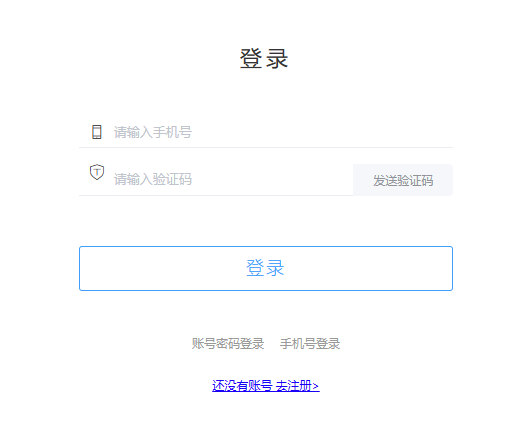 登录
请输入手机号
请输入验证码 发送验证码
登录
账号密码登录 手机号登录
还没有账号 去注册>